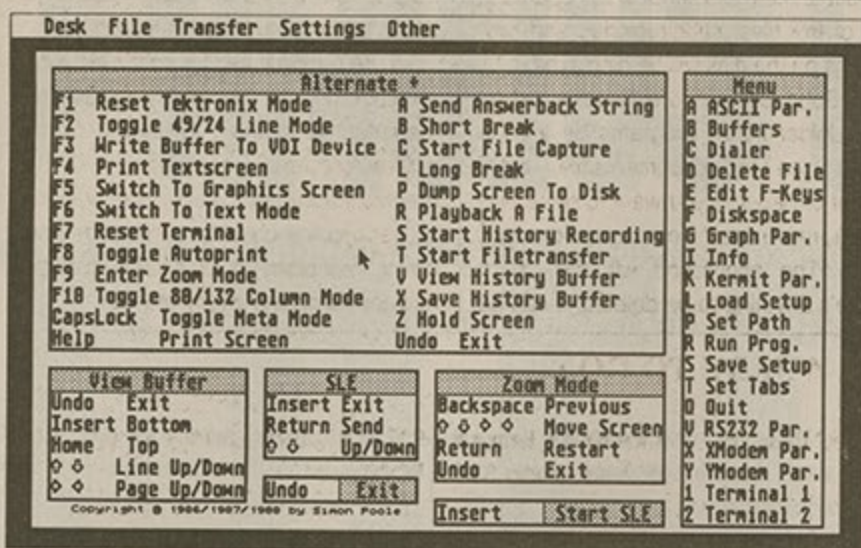 Desk File Transfer Settings Other
Alternate +
F1 Reset Tektronix Mode
F2 Toggle 49/24 Line Mode
F3 Write Buffer To VDI Device
F4 Print Textscreen
F5 Switch To Graphics Screen
F6 Switch To Text Mode
F7 Reset Terminal
F8 Toggle Autoprint
F9 Enter Zoom Mode
F10 Toggle 80/132 Column Mode
CapsLock Toggle Meta Mode
Help Print Screen
A Send Answerback String
B Short Break
C Start File Capture
L Long Break
P Dump Screen To Disk
R Playback A File
S Start History Recording
T Start Filetransfer
V View History Buffer
X Save History Buffer
Z Hold Screen
Undo Exit
Menu
A ASCII Par.
B Buffers
C Dialer
D Delete File
E Edit F-Keys
F Diskspace
G Graph Par.
I Info
K Kermit Par.
L Load Setup
P Set Path
R Run Prog.
S Save Setup
T Set Tabs
Q Quit
V RS232 Par.
X XModem Par.
Y YModem Par.
1 Terminal 1
2 Terminal 2
View Buffer
Undo Exit
Insert Bottom
Home Top
⇧ ⇩ Line Up/Down
⇦ ⇨ Page Up/Down
SLE
Insert Exit
Return Send
⇧ ⇩ Up/Down
Undo Exit
Zoom Mode
Backspace Previous
⇧ ⇩ ⇦ ⇨ Move Screen
Return Restart
Undo Exit
Insert Start SLE
Copyright © 1986/1987/1988 by Simon Poole